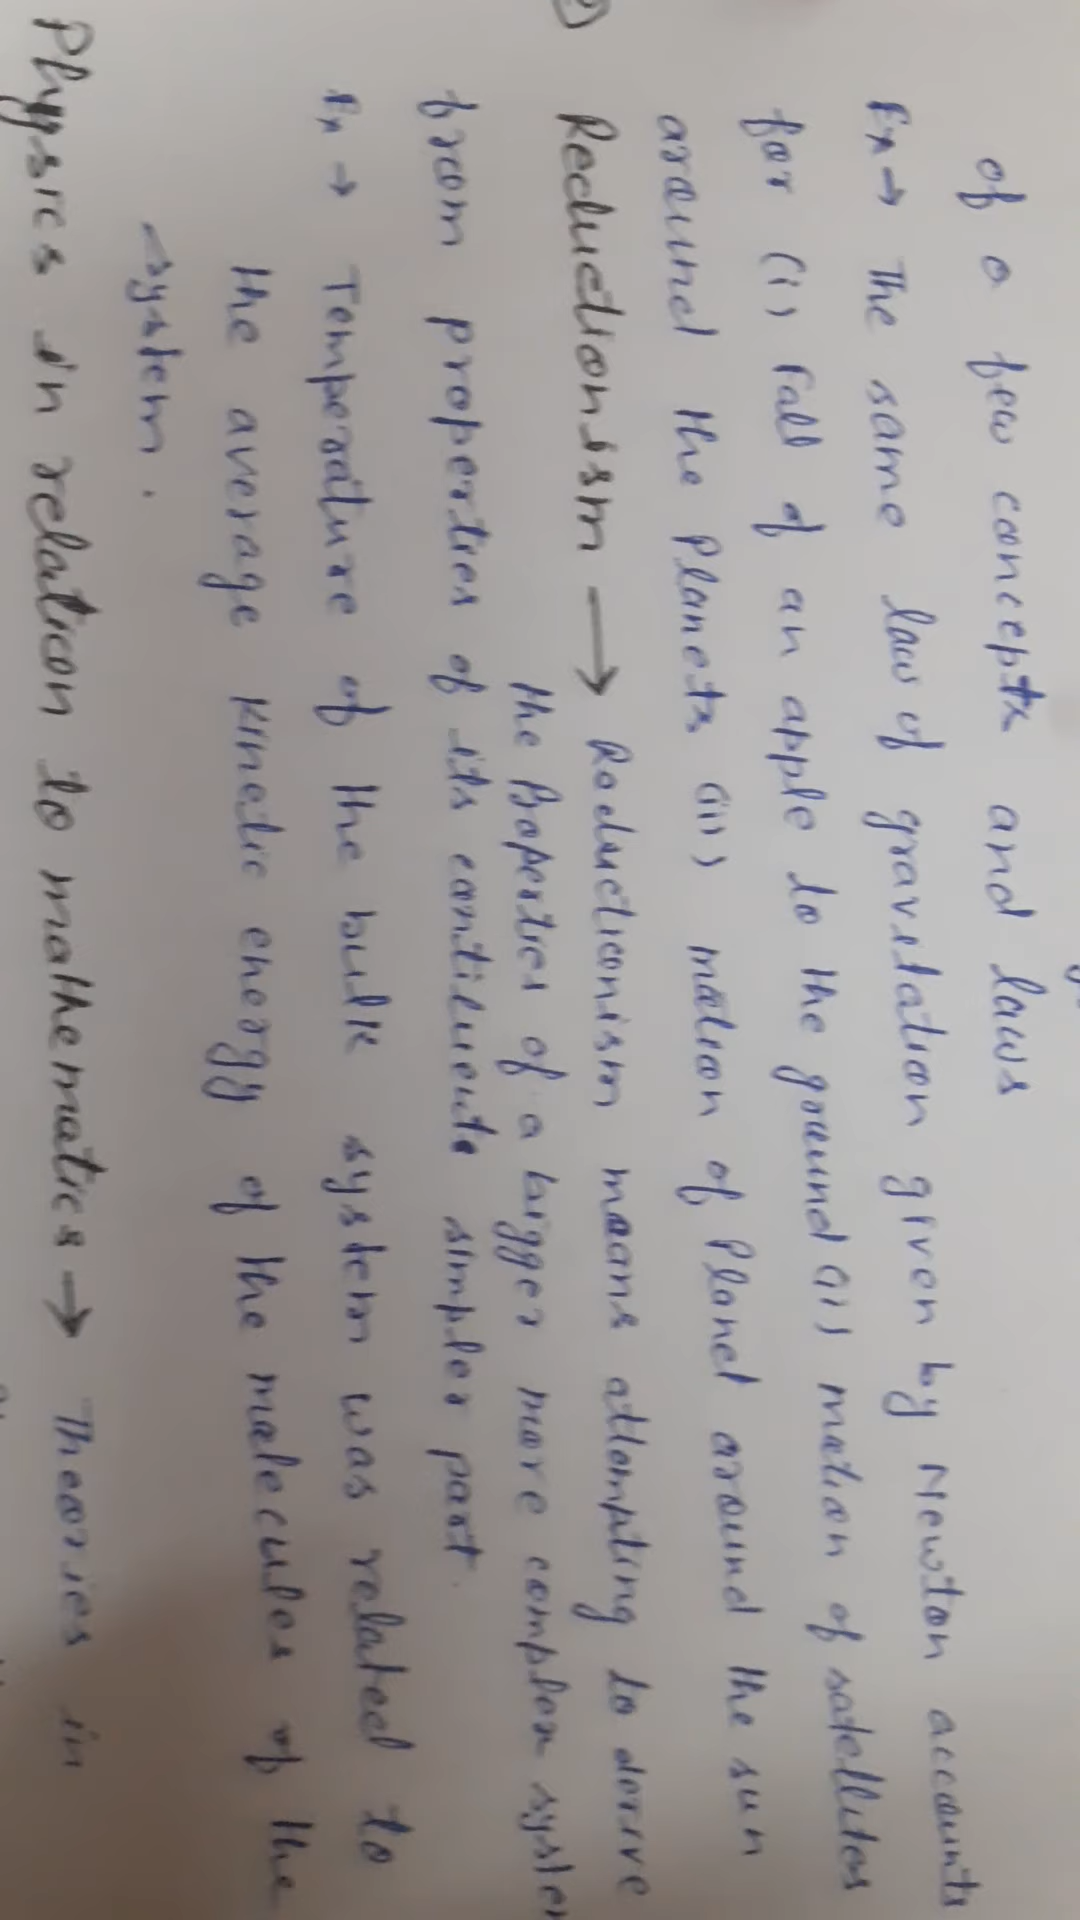 of a few concepts and laws
Ex → The same law of gravitation given by Newton accounts
for (i) Fall of an apple to the ground (ii) motion of satellites
around the Planets (iii) motion of Planet around the sun
2) Reductionism → Reductionism means attempting to derive
the Boperties of a bigger more complex system
from properties of its contituents simpler part.
Ex → Temperature of the bulk system was related to
the average kinetic energy of the molecules of the
system.
Physics in relation to mathematics → Theories in